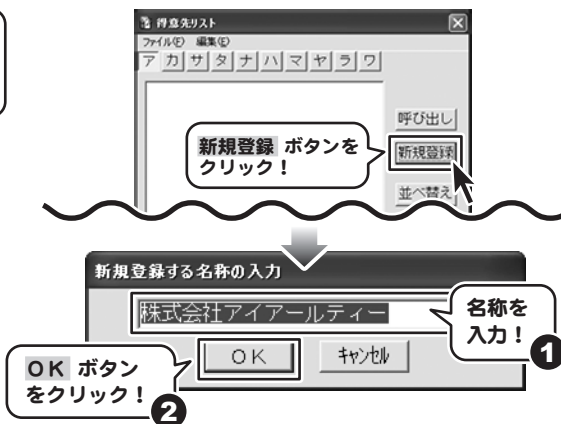 得意先リスト
ファイル(F) 編集(E)
ア カ サ タ ナ ハ マ ヤ ラ ワ
呼び出し
新規登録 ボタンを
クリック！
新規登録
並べ替え
新規登録する名称の入力
株式会社アイアールティー
名称を
入力！
1
OK キャンセル
OK ボタン
をクリック！
2